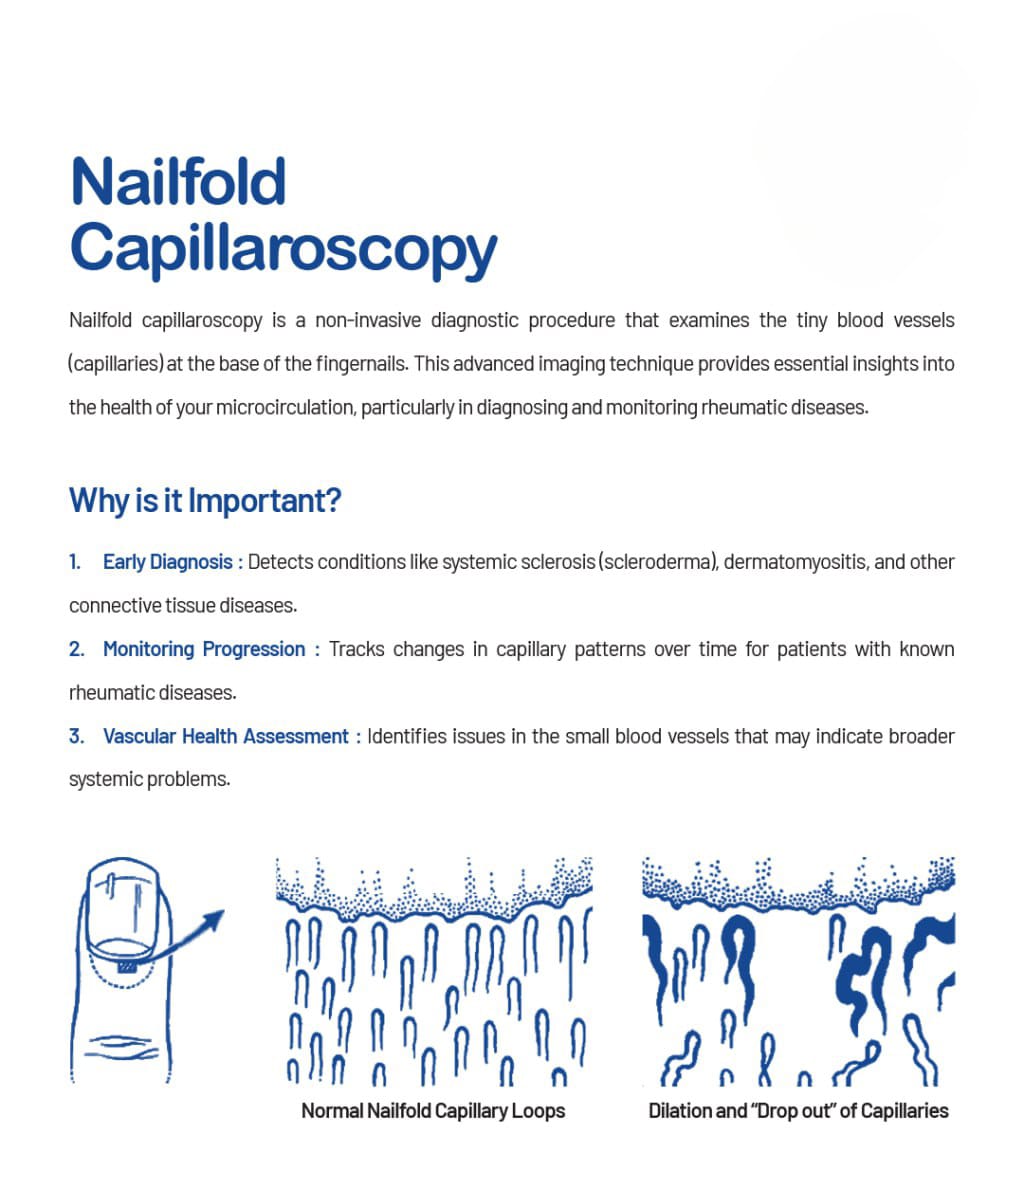 Nailfold
Capillaroscopy
Nailfold capillaroscopy is a non-invasive diagnostic procedure that examines the tiny blood vessels
(capillaries) at the base of the fingernails. This advanced imaging technique provides essential insights into
the health of your microcirculation, particularly in diagnosing and monitoring rheumatic diseases.
Why is it Important?
1. Early Diagnosis : Detects conditions like systemic sclerosis (scleroderma), dermatomyositis, and other
connective tissue diseases.
2. Monitoring Progression : Tracks changes in capillary patterns over time for patients with known
rheumatic diseases.
3. Vascular Health Assessment : Identifies issues in the small blood vessels that may indicate broader
systemic problems.
Normal Nailfold Capillary Loops
Dilation and “Drop out” of Capillaries